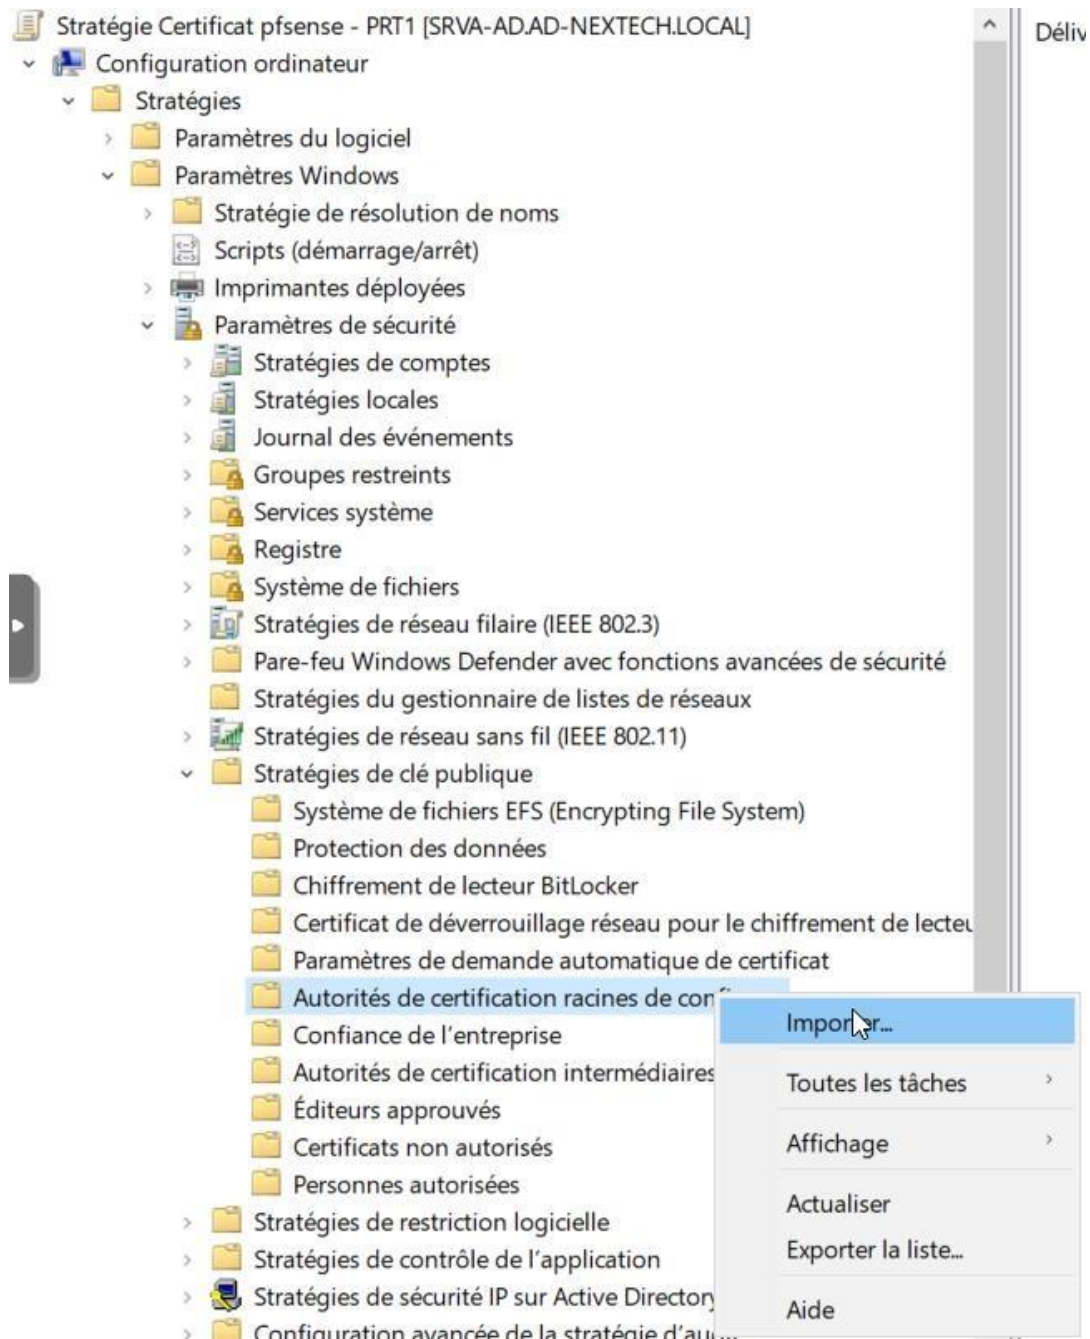 Stratégie Certificat pfsense - PRT1 [SRVA-AD.AD-NEXTECH.LOCAL]
Configuration ordinateur
Stratégies
Paramètres du logiciel
Paramètres Windows
Stratégie de résolution de noms
Scripts (démarrage/arrêt)
Imprimantes déployées
Paramètres de sécurité
Stratégies de comptes
Stratégies locales
Journal des événements
Groupes restreints
Services système
Registre
Système de fichiers
Stratégies de réseau filaire (IEEE 802.3)
Pare-feu Windows Defender avec fonctions avancées de sécurité
Stratégies du gestionnaire de listes de réseaux
Stratégies de réseau sans fil (IEEE 802.11)
Stratégies de clé publique
Système de fichiers EFS (Encrypting File System)
Protection des données
Chiffrement de lecteur BitLocker
Certificat de déverrouillage réseau pour le chiffrement de lecteu
Paramètres de demande automatique de certificat
Autorités de certification racines de
Confiance de l'entreprise
Autorités de certification intermédiaires
Éditeurs approuvés
Certificats non autorisés
Personnes autorisées
Stratégies de restriction logicielle
Stratégies de contrôle de l'application
Stratégies de sécurité IP sur Active Directory
Configuration avancée de la stratégie
Déliv
Importer...
Toutes les tâches
Affichage
Actualiser
Exporter la liste...
Aide